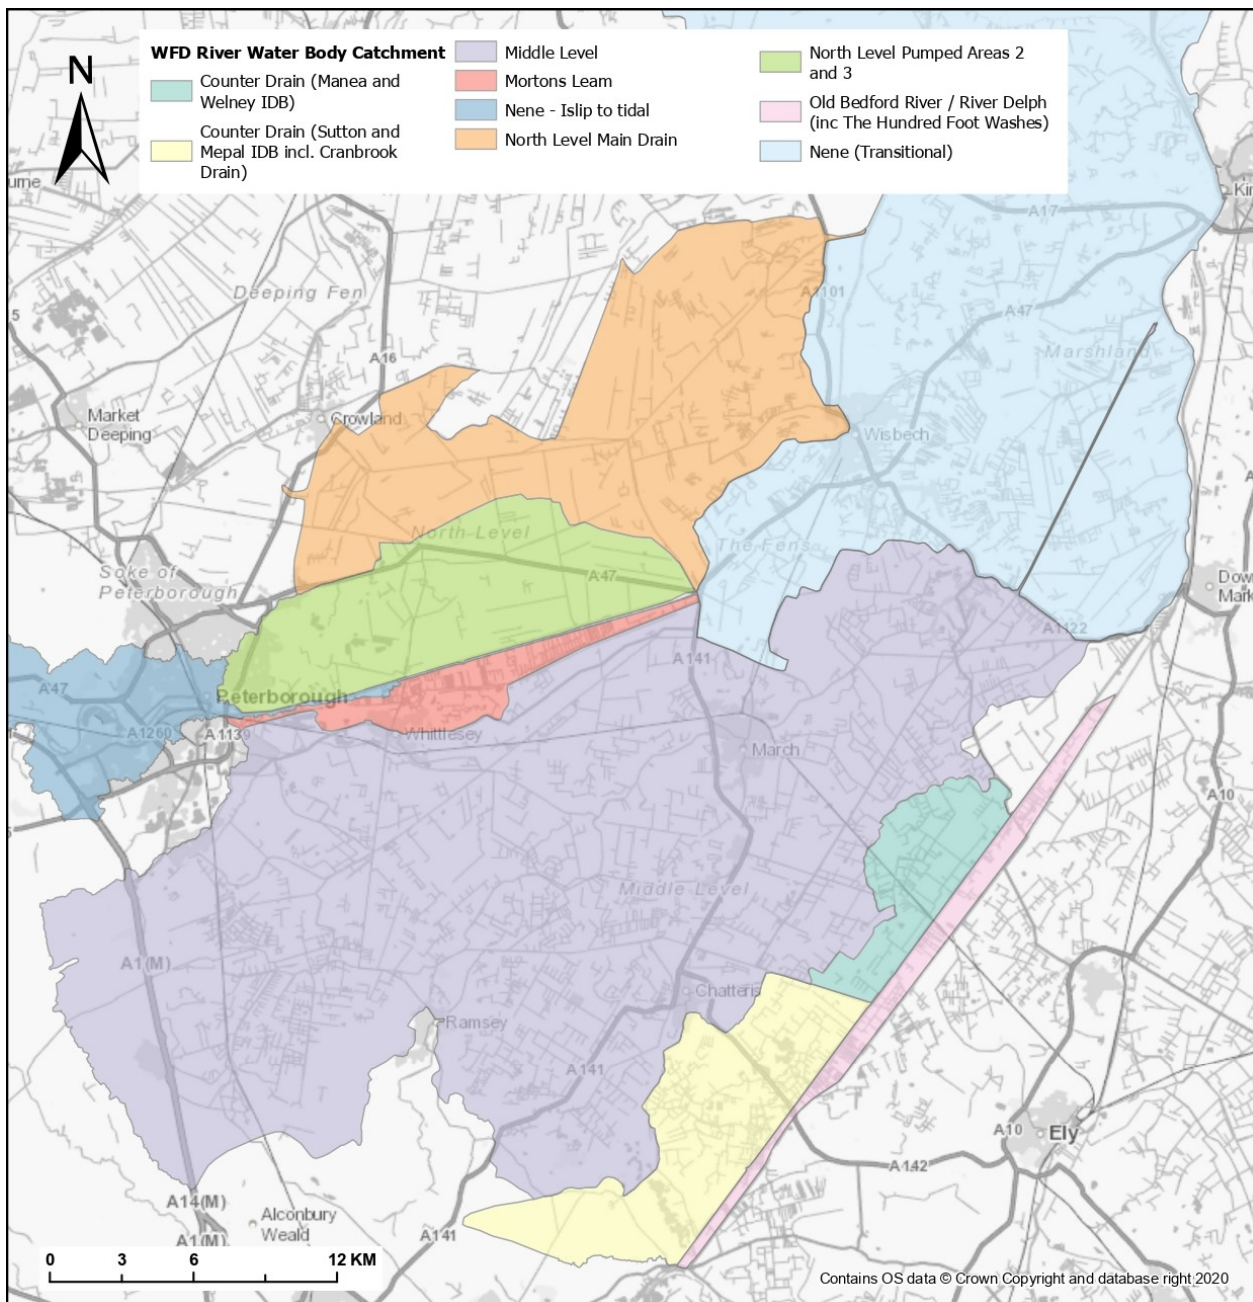 N
WFD River Water Body Catchment
Counter Drain (Manea and
Welney IDB)
Counter Drain (Sutton and
Mepal IDB incl. Cranbrook
Drain)
Middle Level
Mortons Leam
Nene - Islip to tidal
North Level Main Drain
North Level Pumped Areas 2
and 3
Old Bedford River / River Delph
(inc The Hundred Foot Washes)
Nene (Transitional)
urne
Kin
A17
Deeping Fen
A1101
A47
5
Marshland
A16
Market
Deeping
Crowland
Wisbech
North Level
The Fens
Soke of
Peterborough
A47
Down
Mark
A1122
A141
A47
Peterborough
A1260
A1139
Whittlesey
March
A10
Middle Level
A1(M)
Chatteris
Ramsey
A141
A10
Ely
A142
A14(M)
Alconbury
Weald
A1(M)
A141
0 3 6 12 KM
Contains OS data © Crown Copyright and database right 2020